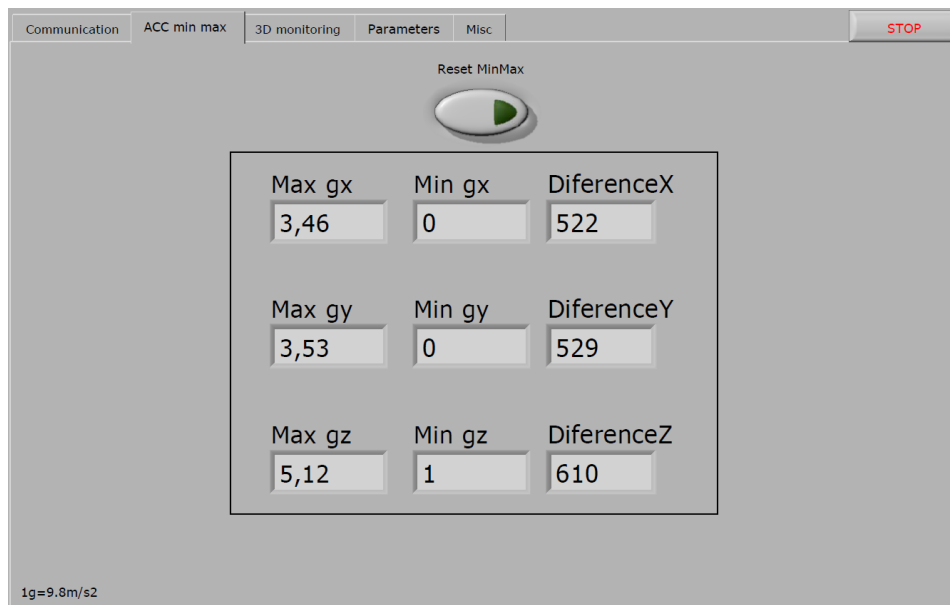 Communication ACC min max 3D monitoring Parameters Misc STOP
Reset MinMax
Max gx Min gx DiferenceX
3,46 0 522
Max gy Min gy DiferenceY
3,53 0 529
Max gz Min gz DiferenceZ
5,12 1 610
1g=9.8m/s2